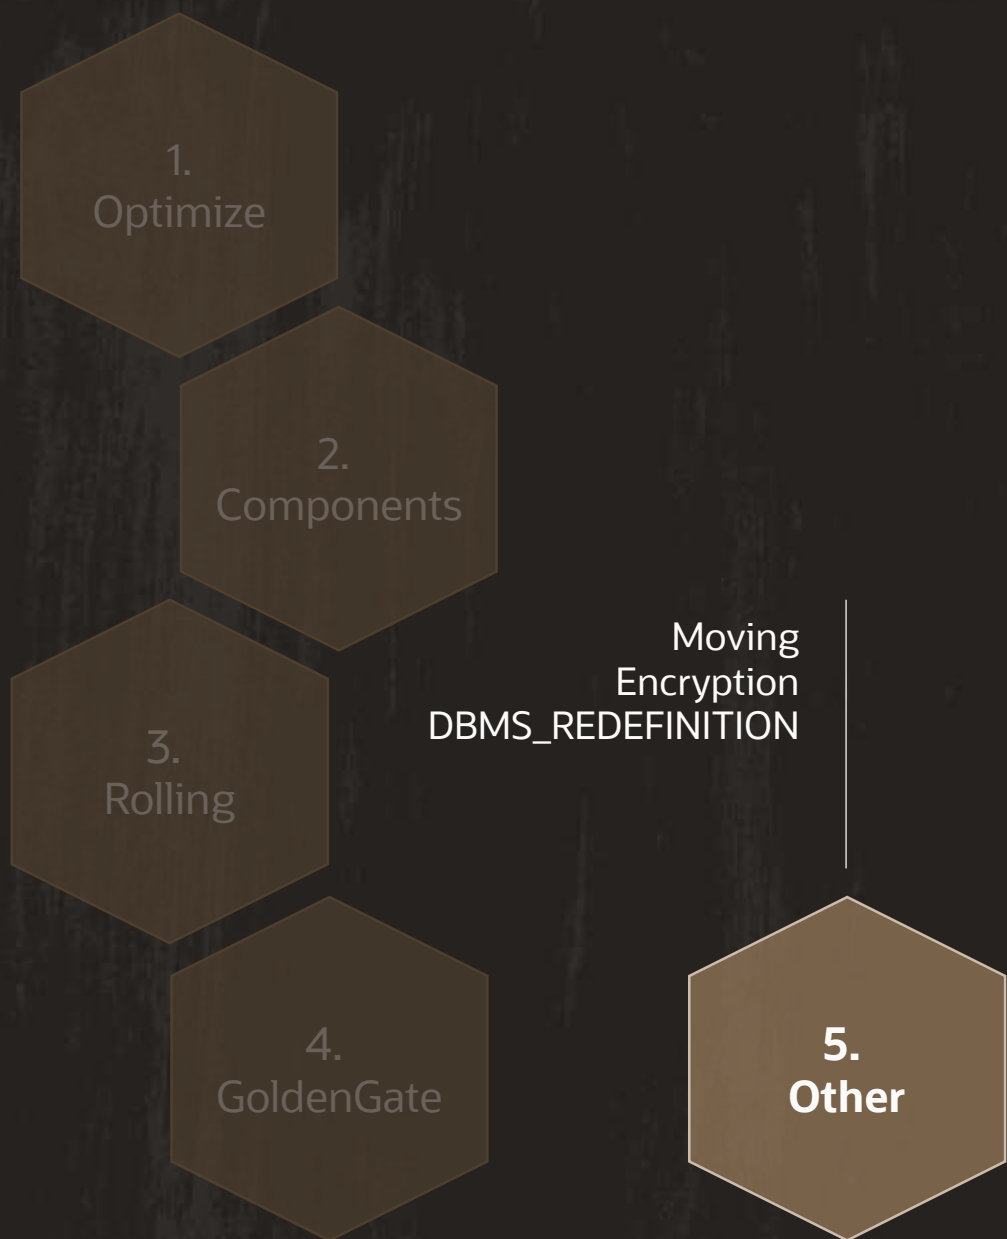 1.
Optimize
2.
Components
3.
Rolling
4.
GoldenGate
Moving
Encryption
DBMS_REDEFINITION
5.
Other